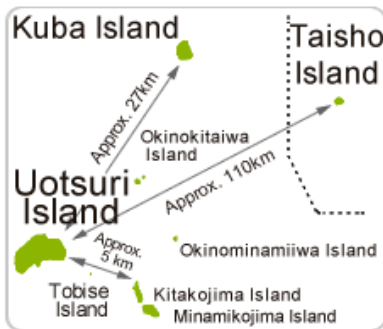 Kuba Island
Taisho
Island
Approx. 27km
Okinokitaiwa
Island
Approx. 110km
Uotsuri
Island
Approx.
5 km
Okinominamiiwa Island
Tobise
Island
Kitakojima Island
Minamikojima Island